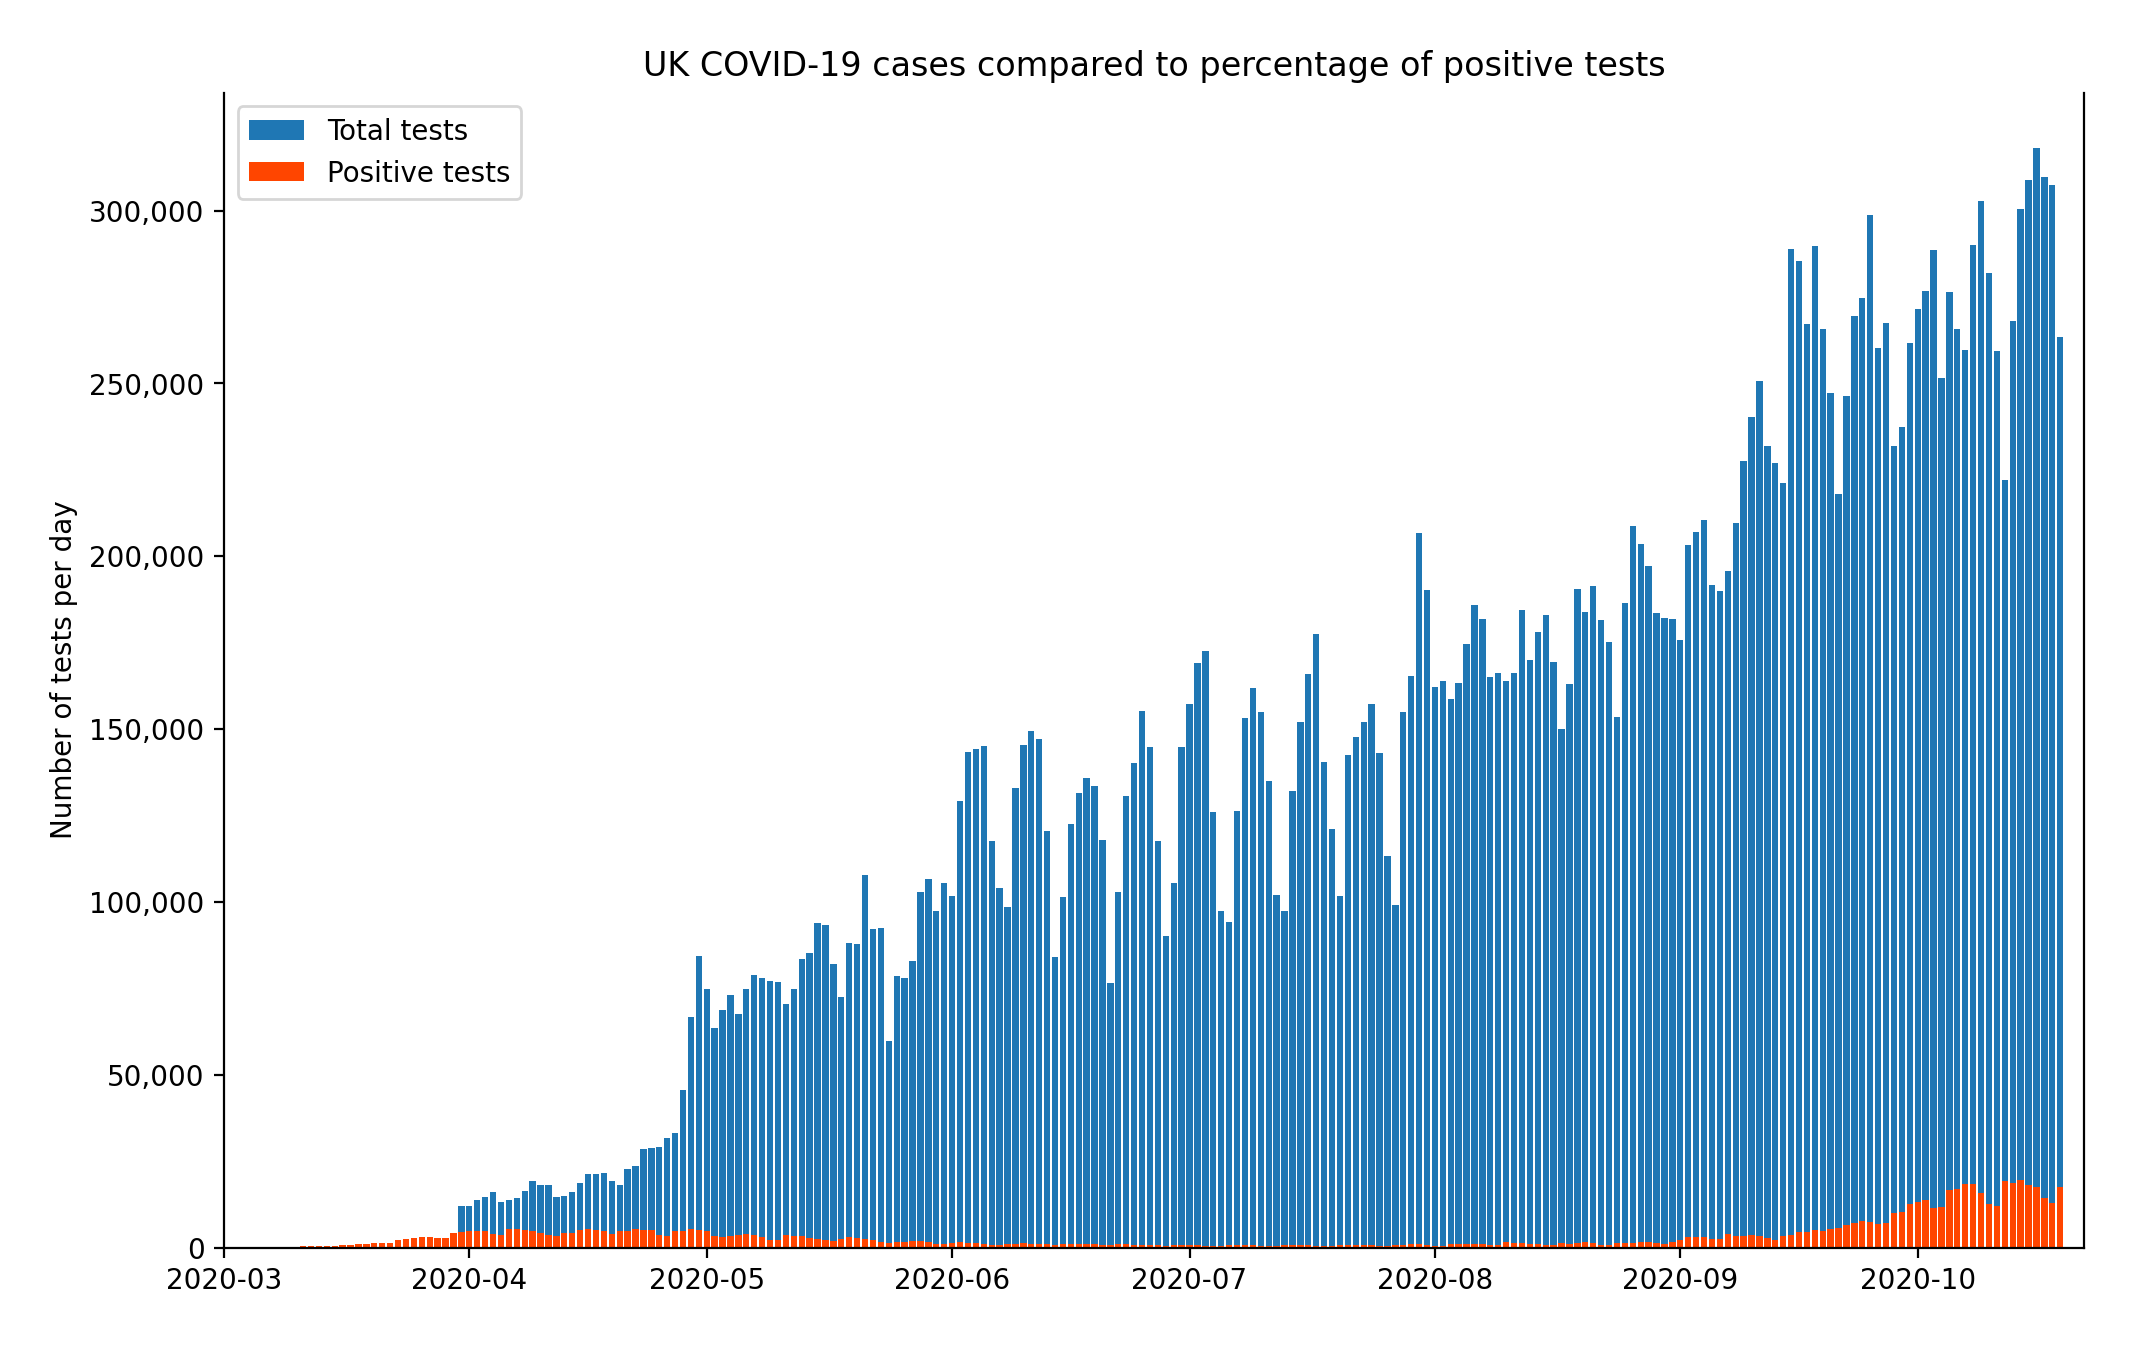 UK COVID-19 cases compared to percentage of positive tests
Total tests
Positive tests
Number of tests per day
300,000
250,000
200,000
150,000
100,000
50,000
0
2020-03 2020-04 2020-05 2020-06 2020-07 2020-08 2020-09 2020-10